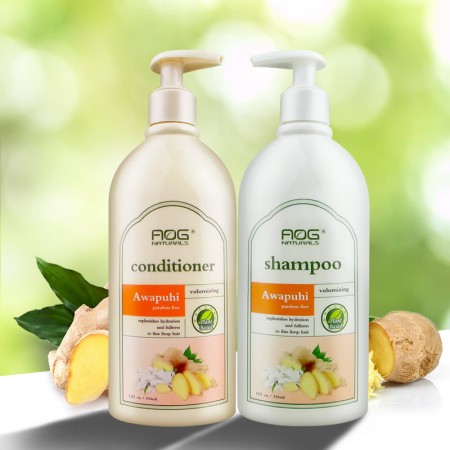 AOG
NATURALS
conditioner
volumizing
Awapuhi
paraben free
replenishes hydration
and fullness
to fine limp hair
AOG
NATURALS
shampoo
volumizing
Awapuhi
paraben free
replenishes hydration
and fullness
to fine limp hair